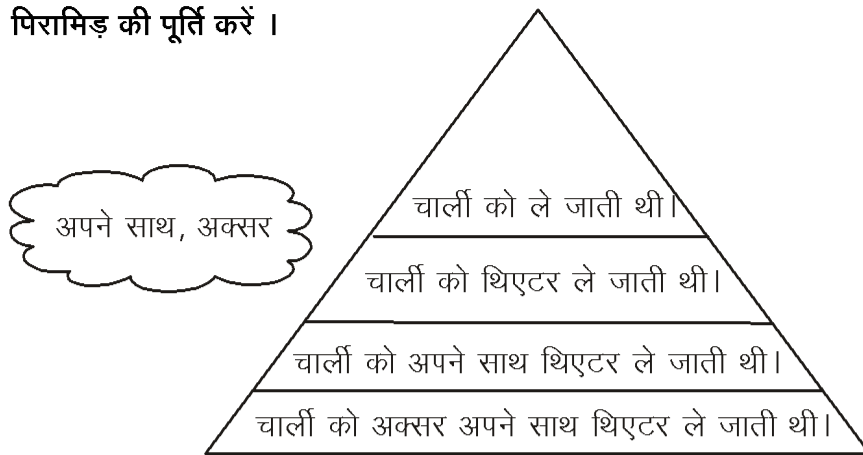 पिरामिड़ की पूर्ति करें ।
चार्ली को ले जाती थी।
अपने साथ, अक्सर
चार्ली को थिएटर ले जाती थी।
चार्ली को अपने साथ थिएटर ले जाती थी।
चार्ली को अक्सर अपने साथ थिएटर ले जाती थी।